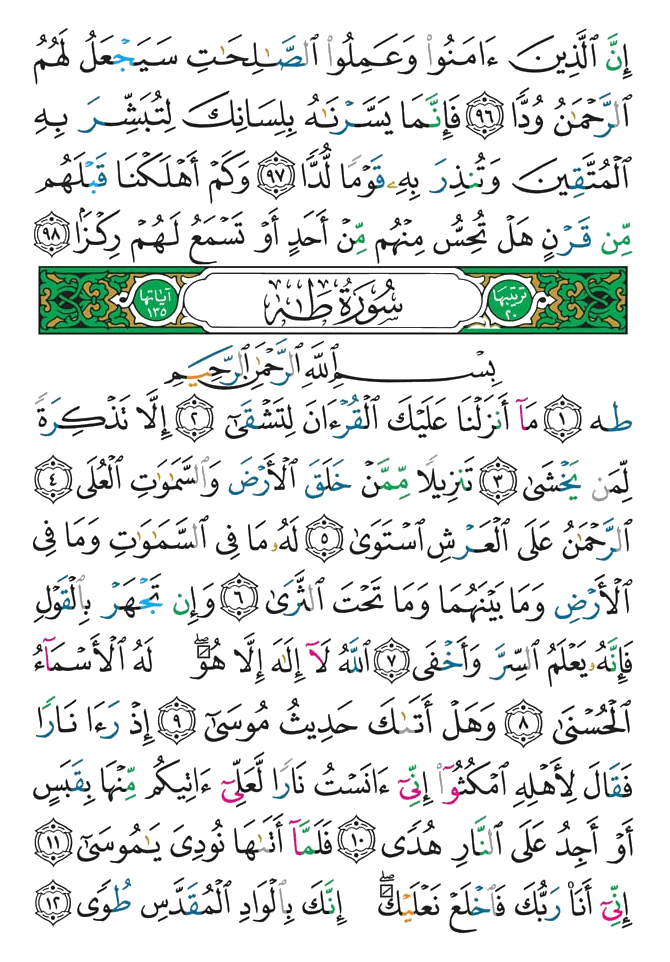 إِنَّ ٱلَّذِينَ ءَامَنُوا۟ وَعَمِلُوا۟ ٱلصَّـٰلِحَـٰتِ سَيَجْعَلُ لَهُمُ
ٱلرَّحْمَـٰنُ وُدًّا ٩٦ فَإِنَّمَا يَسَّرْنَـٰهُ بِلِسَانِكَ لِتُبَشِّرَ بِهِ
ٱلْمُتَّقِينَ وَتُنذِرَ بِهِۦ قَوْمًا لُّدًّا ٩٧ وَكَمْ أَهْلَكْنَا قَبْلَهُم
مِّن قَرْنٍ هَلْ تُحِسُّ مِنْهُم مِّنْ أَحَدٍ أَوْ تَسْمَعُ لَهُمْ رِكْزًۢا ٩٨
ترتيبها ٢٠ سُورَةُ طه آياتها ١٣٥
بِسْمِ ٱللَّهِ ٱلرَّحْمَـٰنِ ٱلرَّحِيمِ
طه ١ مَآ أَنزَلْنَا عَلَيْكَ ٱلْقُرْءَانَ لِتَشْقَىٰٓ ٢ إِلَّا تَذْكِرَةً
لِّمَن يَخْشَىٰ ٣ تَنزِيلًا مِّمَّنْ خَلَقَ ٱلْأَرْضَ وَٱلسَّمَـٰوَٰتِ ٱلْعُلَى ٤
ٱلرَّحْمَـٰنُ عَلَى ٱلْعَرْشِ ٱسْتَوَىٰ ٥ لَهُۥ مَا فِى ٱلسَّمَـٰوَٰتِ وَمَا فِى
ٱلْأَرْضِ وَمَا بَيْنَهُمَا وَمَا تَحْتَ ٱلثَّرَىٰ ٦ وَإِن تَجْهَرْ بِٱلْقَوْلِ
فَإِنَّهُۥ يَعْلَمُ ٱلسِّرَّ وَأَخْفَى ٧ ٱللَّهُ لَآ إِلَـٰهَ إِلَّا هُوَ ۖ لَهُ ٱلْأَسْمَآءُ
ٱلْحُسْنَىٰ ٨ وَهَلْ أَتَىٰكَ حَدِيثُ مُوسَىٰٓ ٩ إِذْ رَءَا نَارًا
فَقَالَ لِأَهْلِهِ ٱمْكُثُوٓا۟ إِنِّىٓ ءَانَسْتُ نَارًا لَّعَلِّىٓ ءَاتِيكُم مِّنْهَا بِقَبَسٍ
أَوْ أَجِدُ عَلَى ٱلنَّارِ هُدًى ١٠ فَلَمَّآ أَتَىٰهَا نُودِىَ يَـٰمُوسَىٰٓ ١١
إِنِّىٓ أَنَا۠ رَبُّكَ فَٱخْلَعْ نَعْلَيْكَ ۖ إِنَّكَ بِٱلْوَادِ ٱلْمُقَدَّسِ طُوًى ١٢